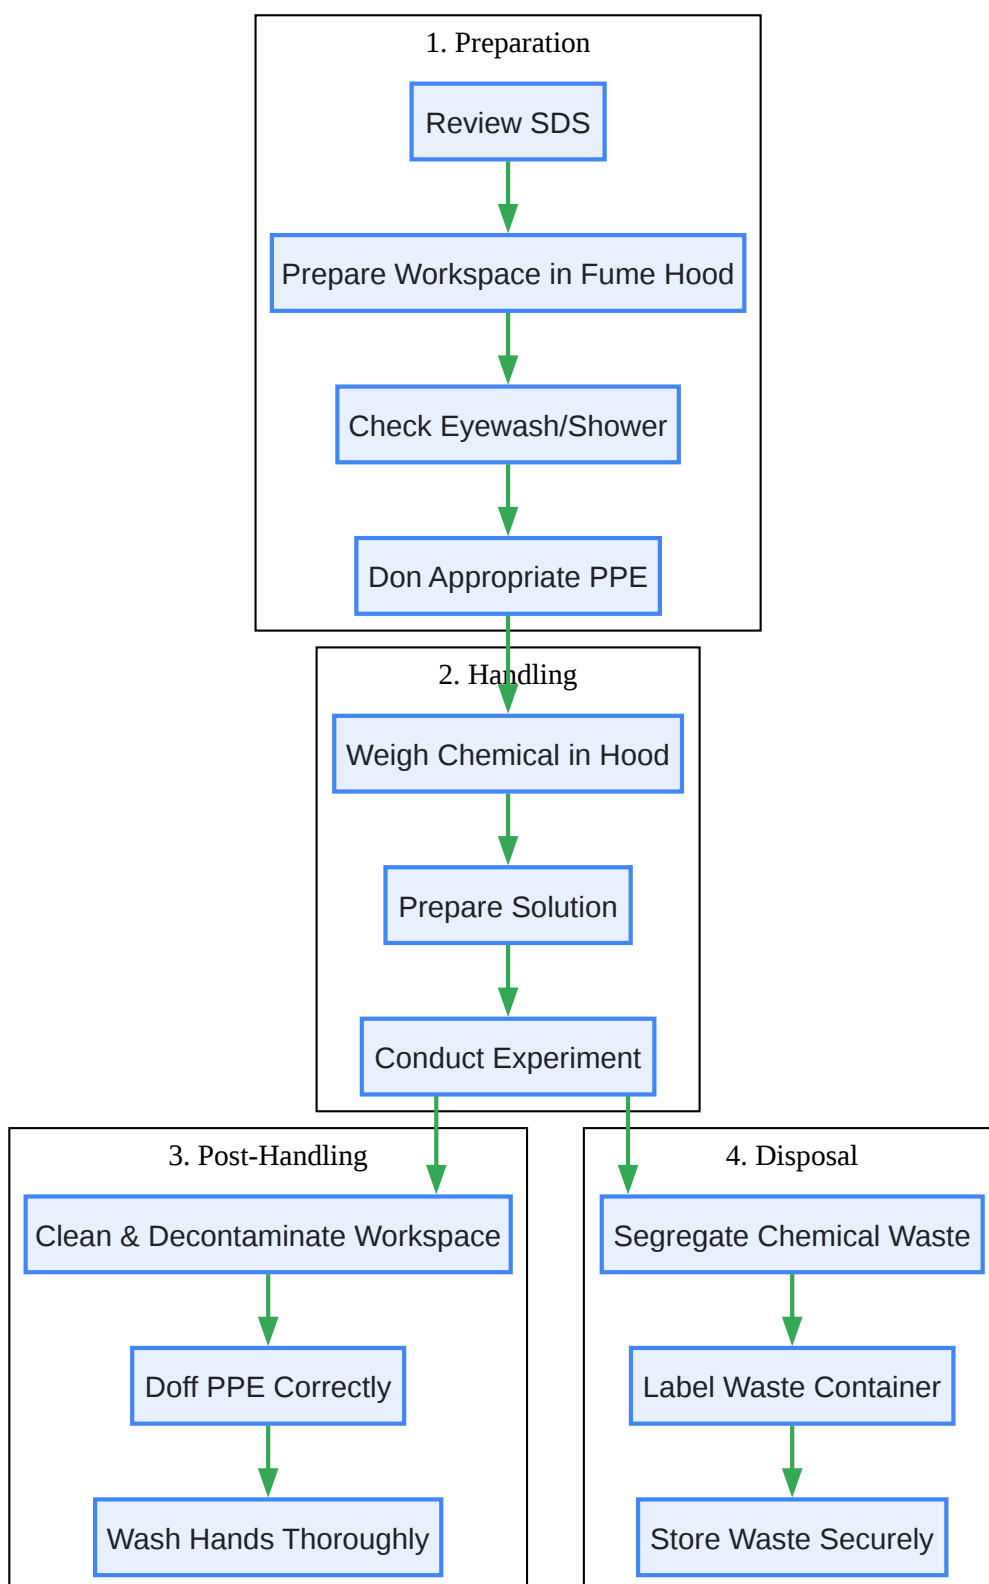 1. Preparation
Review SDS
Prepare Workspace in Fume Hood
Check Eyewash/Shower
Don Appropriate PPE
2. Handling
Weigh Chemical in Hood
Prepare Solution
Conduct Experiment
3. Post-Handling
Clean & Decontaminate Workspace
Doff PPE Correctly
Wash Hands Thoroughly
4. Disposal
Segregate Chemical Waste
Label Waste Container
Store Waste Securely